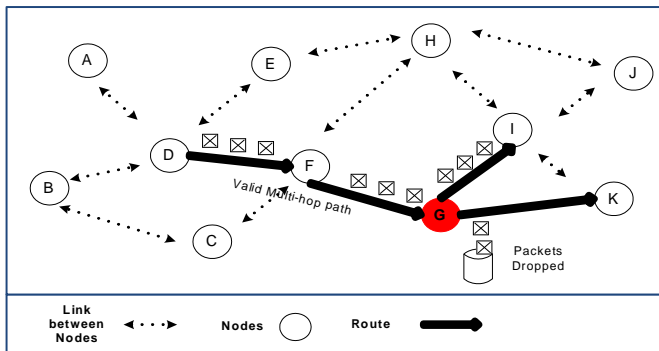 H
A
E
J
I
D
F
B
Valid Multi-hop path
K
G
C
Packets
Dropped
Link
between
Nodes
Nodes
Route